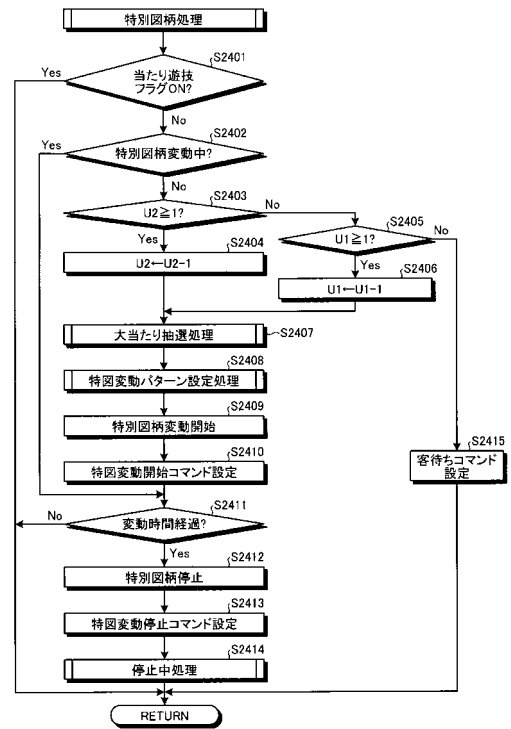 特別図柄処理
S2401
Yes
当たり遊技
フラグON?
No
S2402
Yes
特別図柄変動中?
No
S2403
U2≧1?
No
Yes
S2404
U2←U2-1
S2405
U1≧1?
No
Yes
S2406
U1←U1-1
S2407
大当たり抽選処理
S2408
特図変動パターン設定処理
S2409
特別図柄変動開始
S2410
特図変動開始コマンド設定
S2415
客待ちコマンド
設定
S2411
No
変動時間経過?
Yes
S2412
特別図柄停止
S2413
特図変動停止コマンド設定
S2414
停止中処理
RETURN